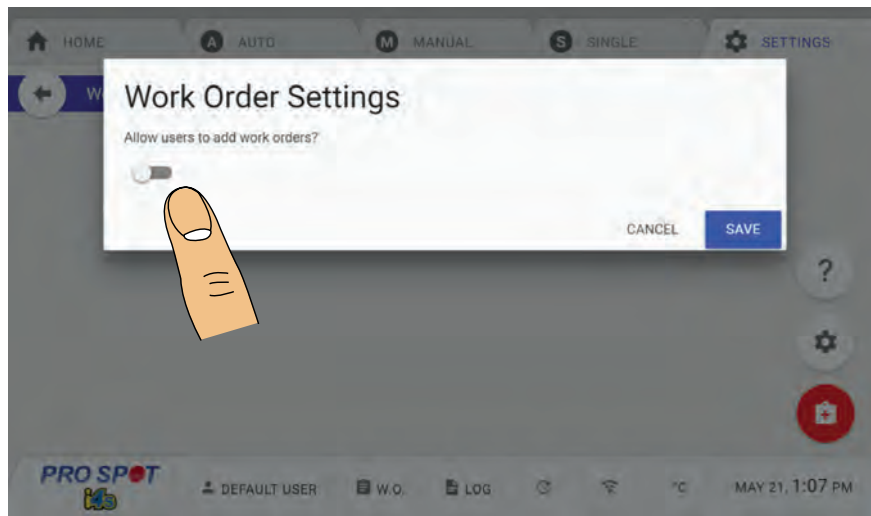 HOME
AUTO
MANUAL
SINGLE
SETTINGS
Work Order Settings
Allow users to add work orders?
CANCEL
SAVE
?
PRO SPOT
i4s
DEFAULT USER
W.O.
LOG
°C
MAY 21, 1:07 PM